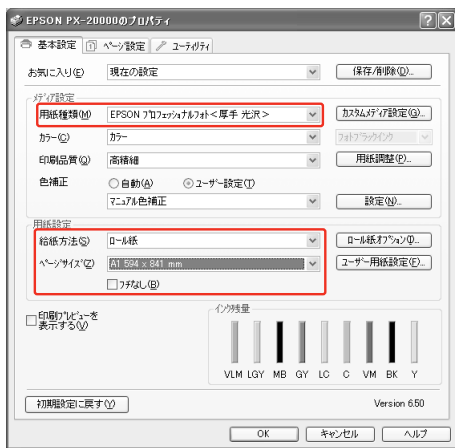 EPSON PX-20000のプロパティ
基本設定 ページ設定 ユーティリティ
お気に入り(E) 現在の設定 保存/削除(D)...
メディア設定
用紙種類(M) EPSON プロフェッショナルフォト<厚手 光沢> カスタムメディア設定(G)...
カラー(C) カラー フォトブラックインク
印刷品質(Q) 高精細 用紙調整(P)...
色補正 自動(A) ユーザー設定(T)
マニュアル色補正 設定(N)...
用紙設定
給紙方法(S) ロール紙 ロール紙オプション(I)...
ページサイズ(Z) A1 594 x 841 mm ユーザー用紙設定(F)...
フチなし(B)
印刷プレビューを
表示する(V)
インク残量
VLM LGY MB GY LC C VM BK Y
初期設定に戻す(Y) Version 6.50
OK キャンセル ヘルプ